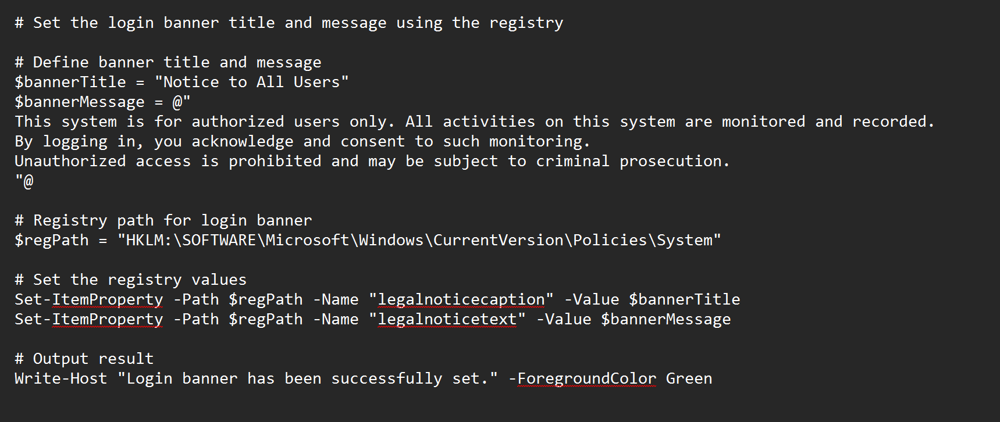 # Set the login banner title and message using the registry
# Define banner title and message
$bannerTitle = "Notice to All Users"
$bannerMessage = @"
This system is for authorized users only. All activities on this system are monitored and recorded.
By logging in, you acknowledge and consent to such monitoring.
Unauthorized access is prohibited and may be subject to criminal prosecution.
"@
# Registry path for login banner
$regPath = "HKLM:\SOFTWARE\Microsoft\Windows\CurrentVersion\Policies\System"
# Set the registry values
Set-ItemProperty -Path $regPath -Name "legalnoticecaption" -Value $bannerTitle
Set-ItemProperty -Path $regPath -Name "legalnoticetext" -Value $bannerMessage
# Output result
Write-Host "Login banner has been successfully set." -ForegroundColor Green